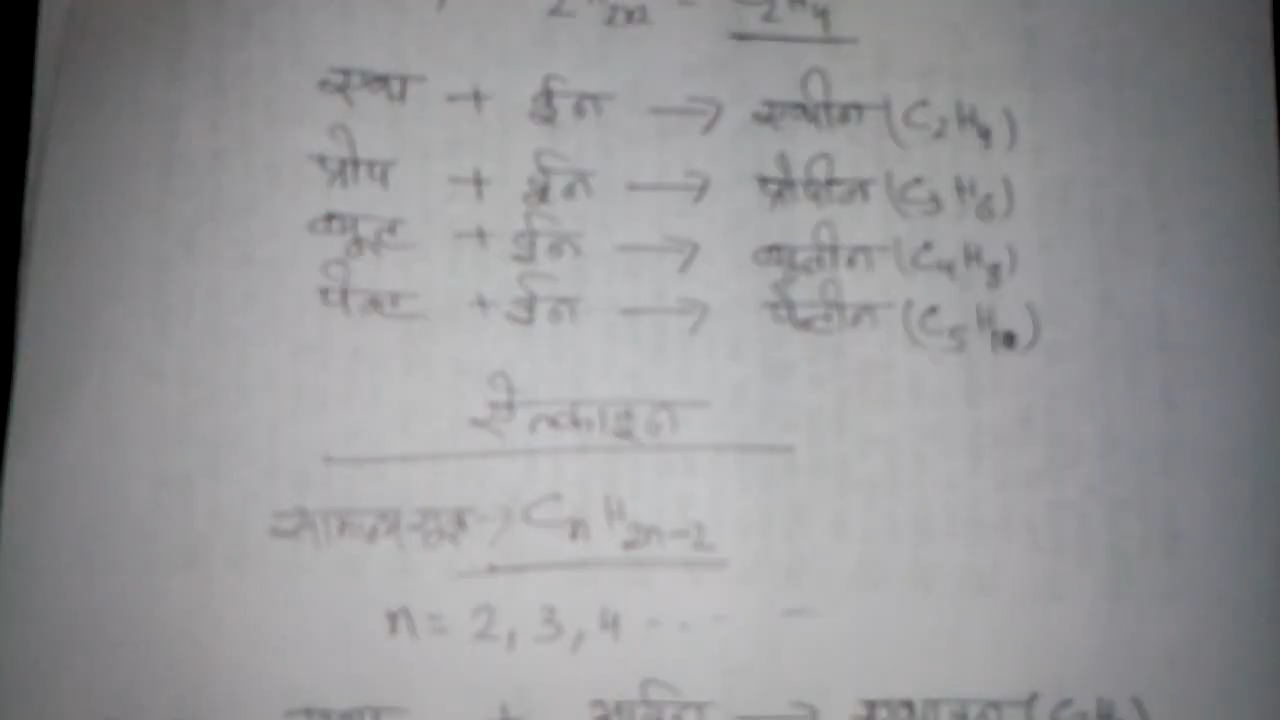 एथ + ईन → एथीन (C₂H₄)
प्रोप + ईन → प्रोपीन (C₃H₆)
ब्यूट + ईन → ब्यूटीन (C₄H₈)
पेन्ट + ईन → पेंटीन (C₅H₁₀)
ऐल्काइन
सामान्य सूत्र → CₙH₂ₙ₋₂
n = 2, 3, 4 ---- -